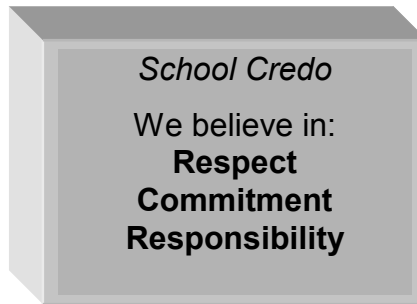 School Credo
We believe in:
Respect
Commitment
Responsibility